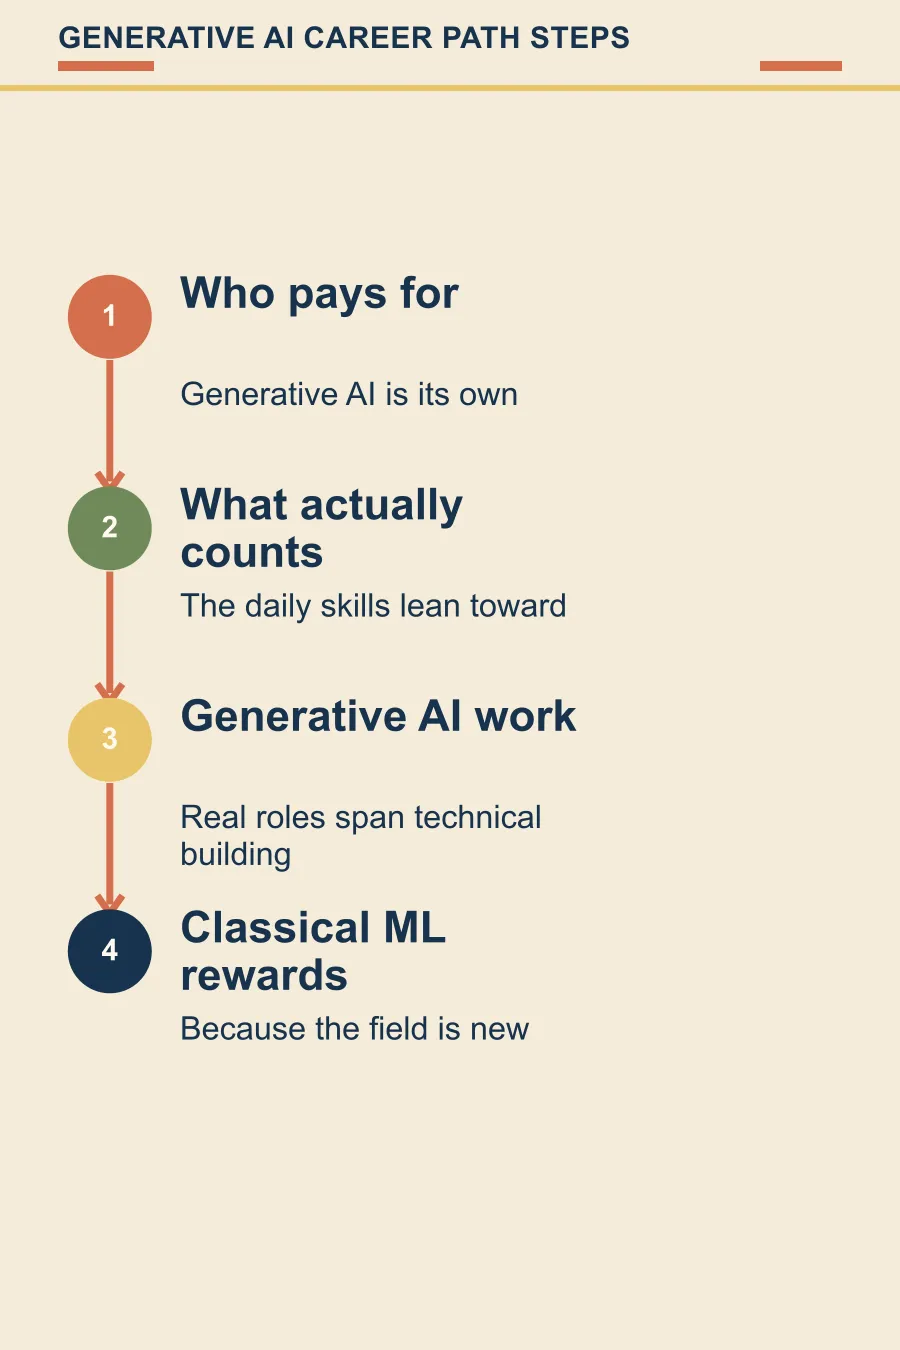 GENERATIVE AI CAREER PATH STEPS
1
Who pays for
Generative AI is its own
2
What actually
counts
The daily skills lean toward
3
Generative AI work
Real roles span technical
building
4
Classical ML
rewards
Because the field is new